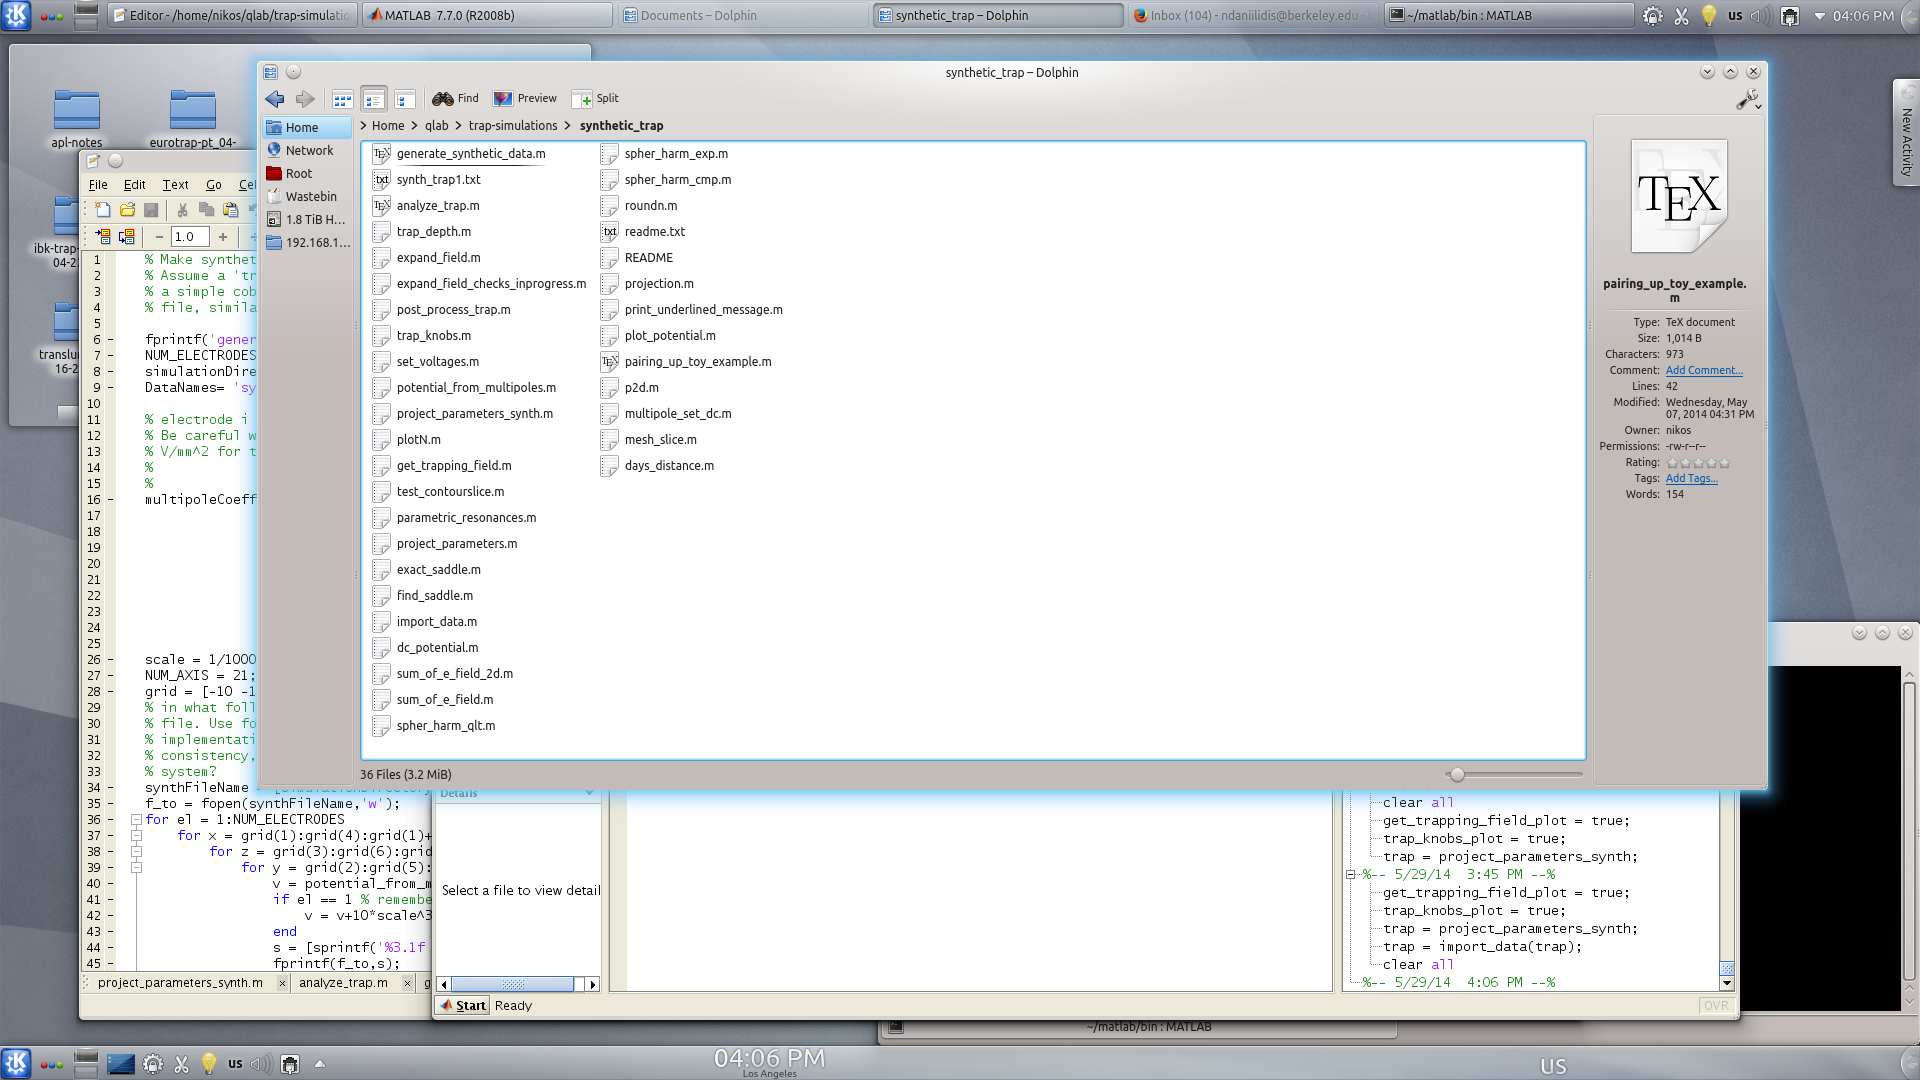 Editor - /home/nikos/qlab/trap-simulatio
MATLAB 7.7.0 (R2008b)
Documents – Dolphin
synthetic_trap – Dolphin
Inbox (104) - ndaniilidis@berkeley.edu -
~/matlab/bin : MATLAB
us
04:06 PM
New Activity
apl-notes
eurotrap-pt_04-
ibk-trap-
translu
16-2
synthetic_trap – Dolphin
Find
Preview
Split
Home > qlab > trap-simulations > synthetic_trap
Home
Network
Root
Wastebin
1.8 TiB H...
192.168.1...
generate_synthetic_data.m
synth_trap1.txt
analyze_trap.m
trap_depth.m
expand_field.m
expand_field_checks_inprogress.m
post_process_trap.m
trap_knobs.m
set_voltages.m
potential_from_multipoles.m
project_parameters_synth.m
plotN.m
get_trapping_field.m
test_contourslice.m
parametric_resonances.m
project_parameters.m
exact_saddle.m
find_saddle.m
import_data.m
dc_potential.m
sum_of_e_field_2d.m
sum_of_e_field.m
spher_harm_qlt.m
spher_harm_exp.m
spher_harm_cmp.m
roundn.m
readme.txt
README
projection.m
print_underlined_message.m
plot_potential.m
pairing_up_toy_example.m
p2d.m
multipole_set_dc.m
mesh_slice.m
days_distance.m
36 Files (3.2 MiB)
TEX
pairing_up_toy_example.
m
Type: TeX document
Size: 1,014 B
Characters: 973
Comment: Add Comment...
Lines: 42
Modified: Wednesday, May
07, 2014 04:31 PM
Owner: nikos
Permissions: -rw-r--r--
Rating:
Tags: Add Tags...
Words: 154
File Edit Text Go Cel
1.0
1 % Make synthet
2 % Assume a 'tr
3 % a simple cob
4 % file, simila
5
6 fprintf('gener
7 NUM_ELECTRODES
8 simulationDire
9 DataNames= 'sy
10
11 % electrode i
12 % Be careful w
13 % V/mm^2 for t
14 %
15 %
16 multipoleCoeff
17
18
19
20
21
22
23
24
25
26 scale = 1/1000
27 NUM_AXIS = 21;
28 grid = [-10 -1
29 % in what foll
30 % file. Use fo
31 % implementati
32 % consistency,
33 % system?
34 synthFileName
35 f_to = fopen(synthFileName,'w');
36 for el = 1:NUM_ELECTRODES
37 for x = grid(1):grid(4):grid(1)+
38 for z = grid(3):grid(6):grid
39 for y = grid(2):grid(5):
40 v = potential_from_m
41 if el == 1 % remembe
42 v = v+10*scale^3
43 end
44 s = [sprintf('%3.1f
45 fprintf(f_to,s);
project_parameters_synth.m × analyze_trap.m × g
Details
Select a file to view detail
Start Ready
clear all
get_trapping_field_plot = true;
trap_knobs_plot = true;
trap = project_parameters_synth;
%-- 5/29/14 3:45 PM --%
get_trapping_field_plot = true;
trap_knobs_plot = true;
trap = project_parameters_synth;
trap = import_data(trap);
clear all
%-- 5/29/14 4:06 PM --%
OVR
~/matlab/bin : MATLAB
us
04:06 PM
Los Angeles
US